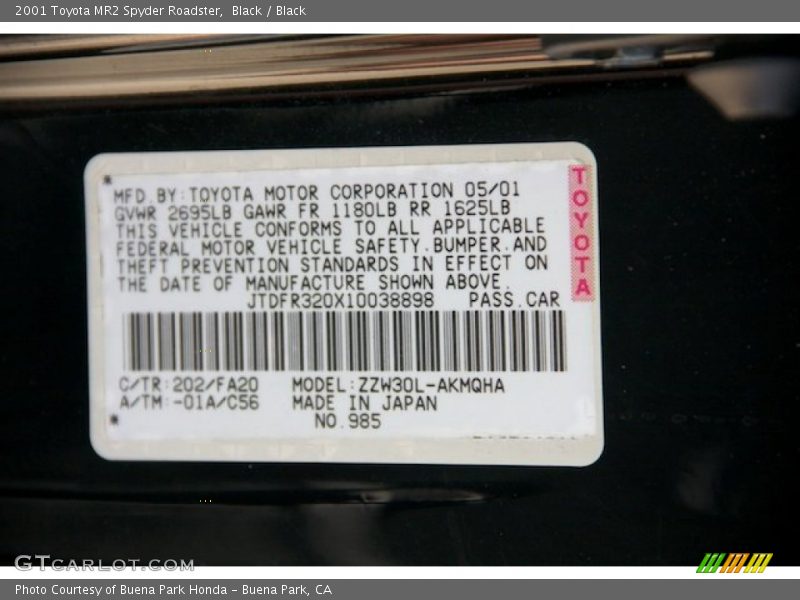 2001 Toyota MR2 Spyder Roadster,  Black / Black
MFD.BY:TOYOTA MOTOR CORPORATION 05/01
GVWR 2695LB GAWR FR 1180LB RR 1625LB
THIS VEHICLE CONFORMS TO ALL APPLICABLE
FEDERAL MOTOR VEHICLE SAFETY.BUMPER.AND
THEFT PREVENTION STANDARDS IN EFFECT ON
THE DATE OF MANUFACTURE SHOWN ABOVE.
JTDFR320X10038898 PASS.CAR
TOYOTA
C/TR:202/FA20 MODEL:ZZW30L-AKMQHA
A/TM:-01A/C56 MADE IN JAPAN
NO.985
GTCARLOT.COM
Photo Courtesy of Buena Park Honda - Buena Park, CA